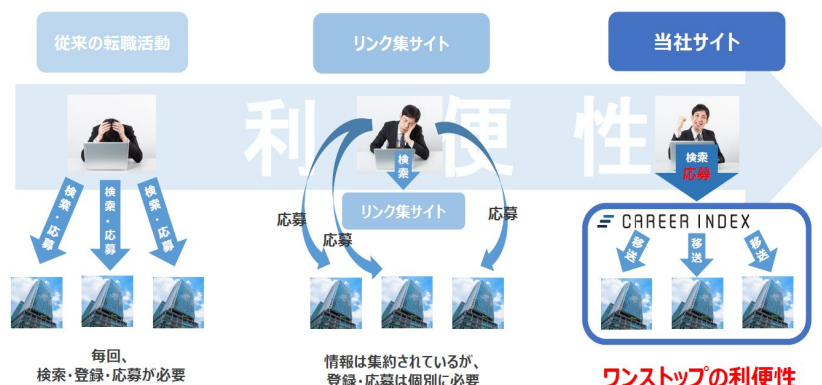 従来の転職活動
リンク集サイト
当社サイト
利便性
検索・応募
検索・応募
検索・応募
検索
リンク集サイト
応募
応募
応募
検索
応募
CAREER INDEX
移送
移送
移送
毎回、
検索・登録・応募が必要
情報は集約されているが、
登録・応募は個別に必要
ワンストップの利便性